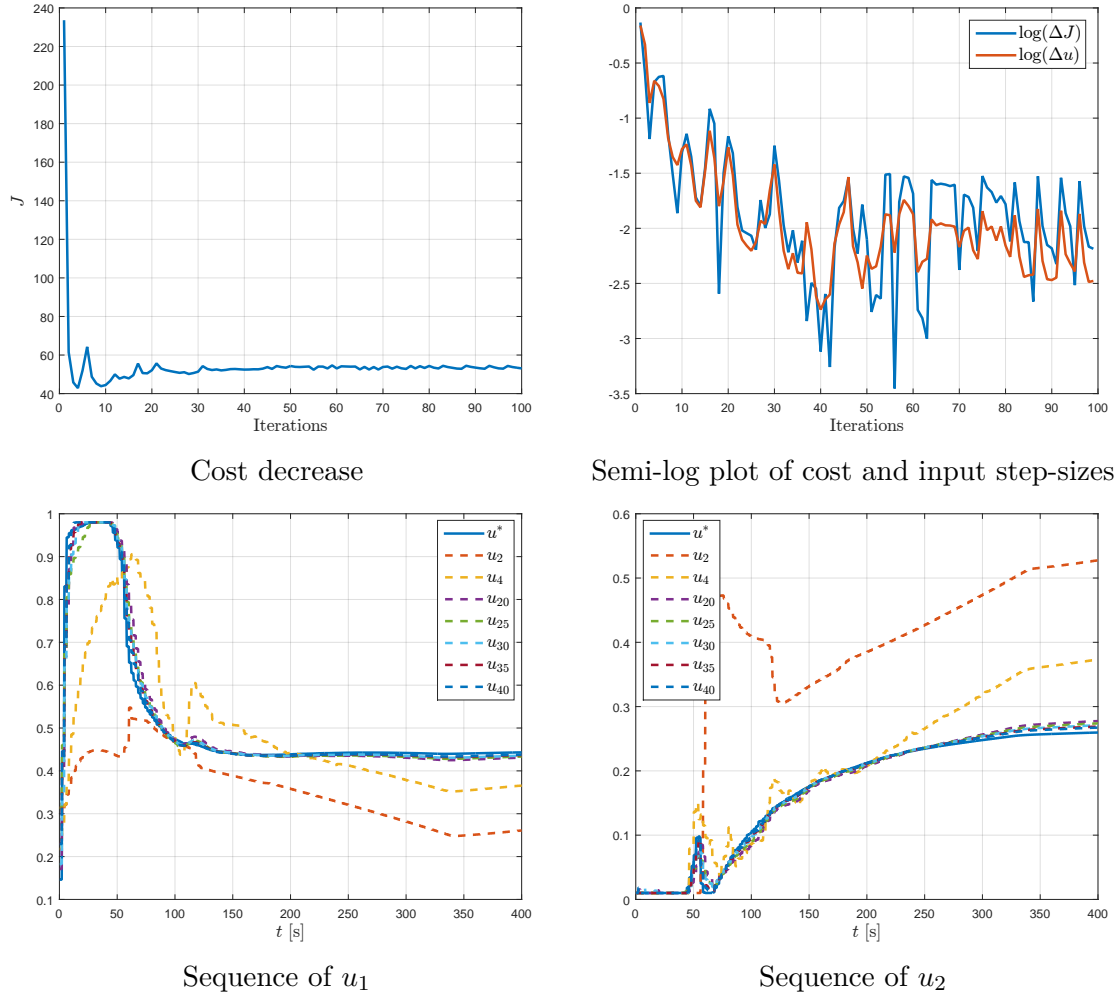 240
220
200
180
160
140
120
100
80
60
40
J
0 10 20 30 40 50 60 70 80 90 100
Iterations
Cost decrease
0
-0.5
-1
-1.5
-2
-2.5
-3
-3.5
log(ΔJ)
log(Δu)
0 10 20 30 40 50 60 70 80 90 100
Iterations
Semi-log plot of cost and input step-sizes
1
0.9
0.8
0.7
0.6
0.5
0.4
0.3
0.2
0.1
u*
u2
u4
u20
u25
u30
u35
u40
0 50 100 150 200 250 300 350 400
t [s]
Sequence of u1
0.6
0.5
0.4
0.3
0.2
0.1
0
u*
u2
u4
u20
u25
u30
u35
u40
0 50 100 150 200 250 300 350 400
t [s]
Sequence of u2